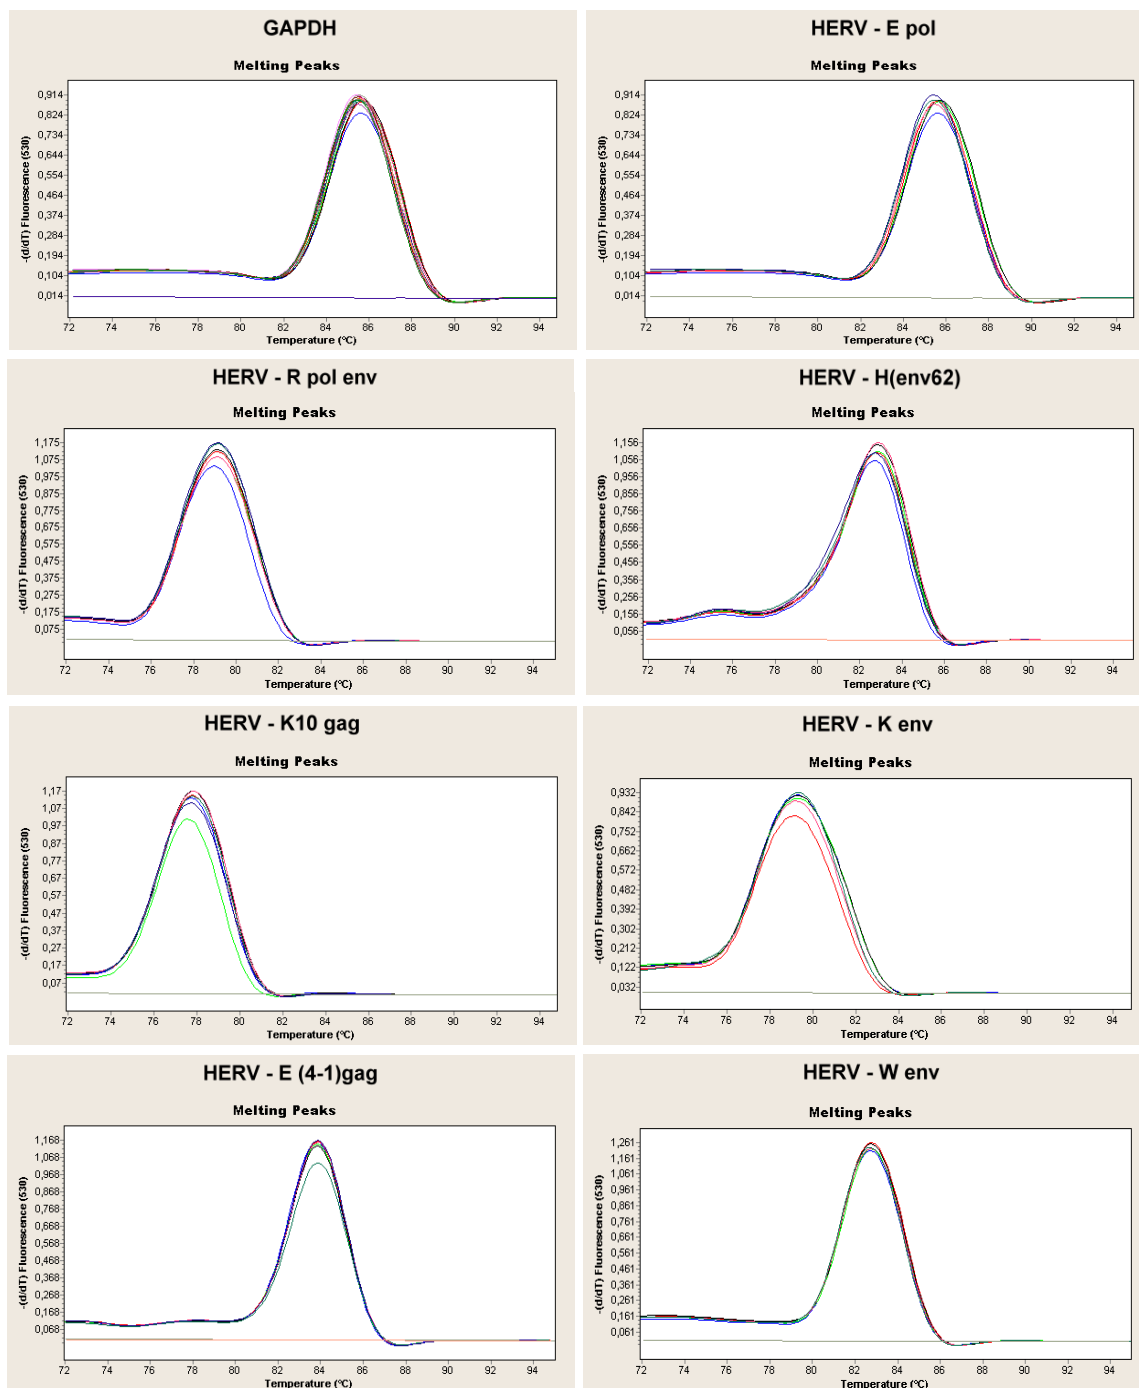 GAPDH
Melting Peaks
-(d/dT) Fluorescence (530)
0,914
0,824
0,734
0,644
0,554
0,464
0,374
0,284
0,194
0,104
0,014
72 74 76 78 80 82 84 86 88 90 92 94
Temperature (°C)
HERV - E pol
Melting Peaks
-(d/dT) Fluorescence (530)
0,914
0,824
0,734
0,644
0,554
0,464
0,374
0,284
0,194
0,104
0,014
72 74 76 78 80 82 84 86 88 90 92 94
Temperature (°C)
HERV - R pol env
Melting Peaks
-(d/dT) Fluorescence (530)
1,175
1,075
0,975
0,875
0,775
0,675
0,575
0,475
0,375
0,275
0,175
0,075
72 74 76 78 80 82 84 86 88 90 92 94
Temperature (°C)
HERV - H(env62)
Melting Peaks
-(d/dT) Fluorescence (530)
1,156
1,056
0,956
0,856
0,756
0,656
0,556
0,456
0,356
0,256
0,156
0,056
72 74 76 78 80 82 84 86 88 90 92 94
Temperature (°C)
HERV - K10 gag
Melting Peaks
-(d/dT) Fluorescence (530)
1,17
1,07
0,97
0,87
0,77
0,67
0,57
0,47
0,37
0,27
0,17
0,07
72 74 76 78 80 82 84 86 88 90 92 94
Temperature (°C)
HERV - K env
Melting Peaks
-(d/dT) Fluorescence (530)
0,932
0,842
0,752
0,662
0,572
0,482
0,392
0,302
0,212
0,122
0,032
72 74 76 78 80 82 84 86 88 90 92 94
Temperature (°C)
HERV - E (4-1)gag
Melting Peaks
-(d/dT) Fluorescence (530)
1,168
1,068
0,968
0,868
0,768
0,668
0,568
0,468
0,368
0,268
0,168
0,068
72 74 76 78 80 82 84 86 88 90 92 94
Temperature (°C)
HERV - W env
Melting Peaks
-(d/dT) Fluorescence (530)
1,261
1,161
1,061
0,961
0,861
0,761
0,661
0,561
0,461
0,361
0,261
0,161
0,061
72 74 76 78 80 82 84 86 88 90 92 94
Temperature (°C)